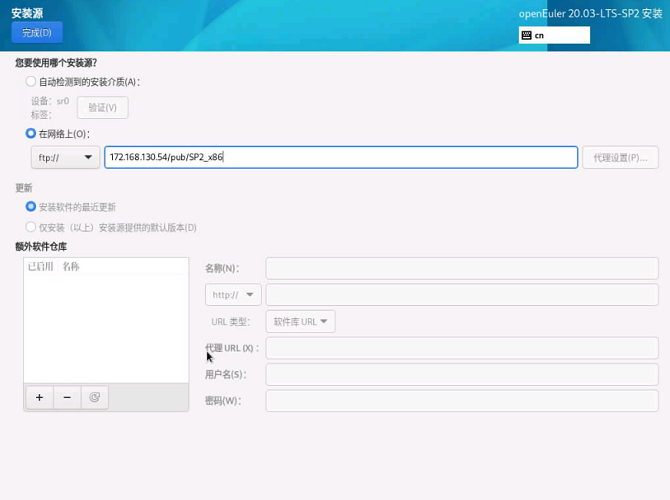 安装源
openEuler 20.03-LTS-SP2 安装
完成(D)
cn
您要使用哪个安装源？
自动检测到的安装介质(A)：
设备：sr0
标签：
验证(V)
在网络上(O)：
ftp://
172.168.130.54/pub/SP2_x86
代理设置(P)...
更新
安装软件的最近更新
仅安装（以上）安装源提供的默认版本(D)
额外软件仓库
已启用 名称
名称(N)：
http://
URL 类型：
软件库 URL
代理 URL (X)：
用户名(S)：
密码(W)：